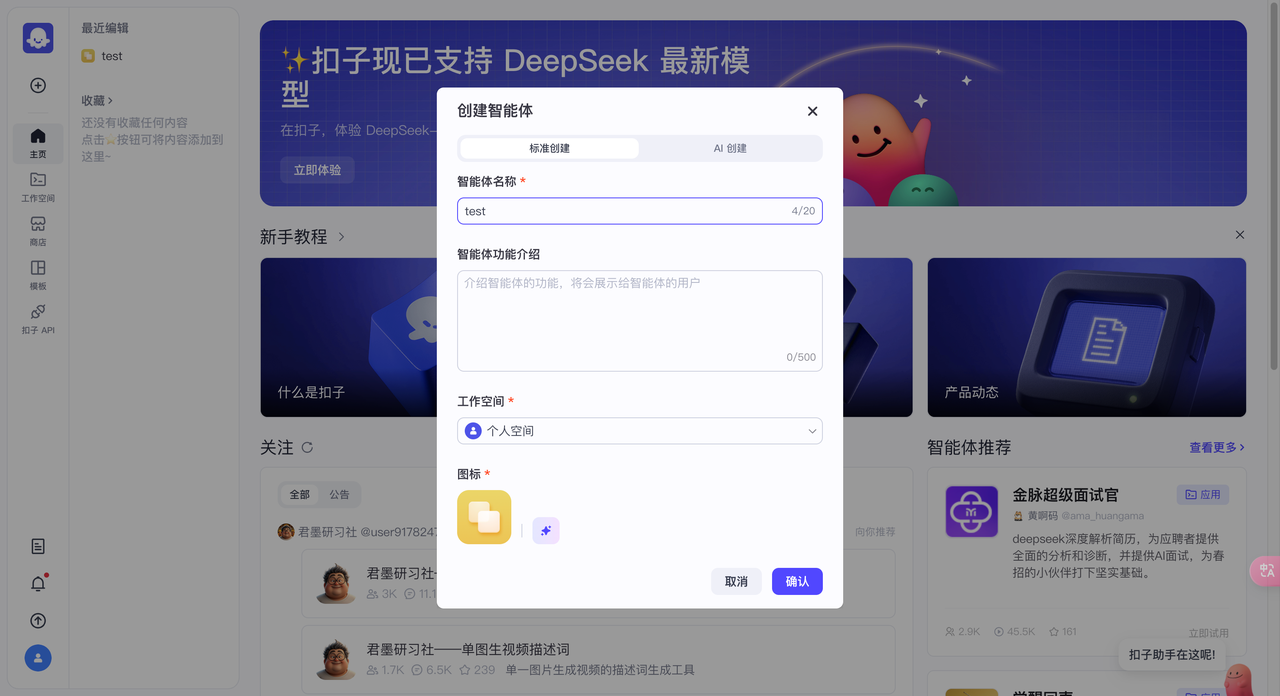 最近编辑
test
收藏
还没有收藏任何内容
点击⭐按钮可将内容添加到
这里~
主页
工作空间
商店
模板
扣子 API
✨扣子现已支持 DeepSeek 最新模
型
在扣子，体验 DeepSeek-
立即体验
新手教程
什么是扣子
产品动态
关注
全部
公告
君墨研习社 @user9178247
向你推荐
君墨研习社
3K
11.1
君墨研习社——单图生视频描述词
1.7K
6.5K
239
单一图片生成视频的描述词生成工具
创建智能体
标准创建
AI 创建
智能体名称 *
test
4/20
智能体功能介绍
介绍智能体的功能，将会展示给智能体的用户
0/500
工作空间 *
个人空间
图标 *
取消
确认
智能体推荐
查看更多
金脉超级面试官
应用
黄啊码 @ama_huangama
deepseek深度解析简历，为应聘者提供
全面的分析和诊断，并提供AI面试，为春
招的小伙伴打下坚实基础。
2.9K
45.5K
161
立即试用
扣子助手在这呢!